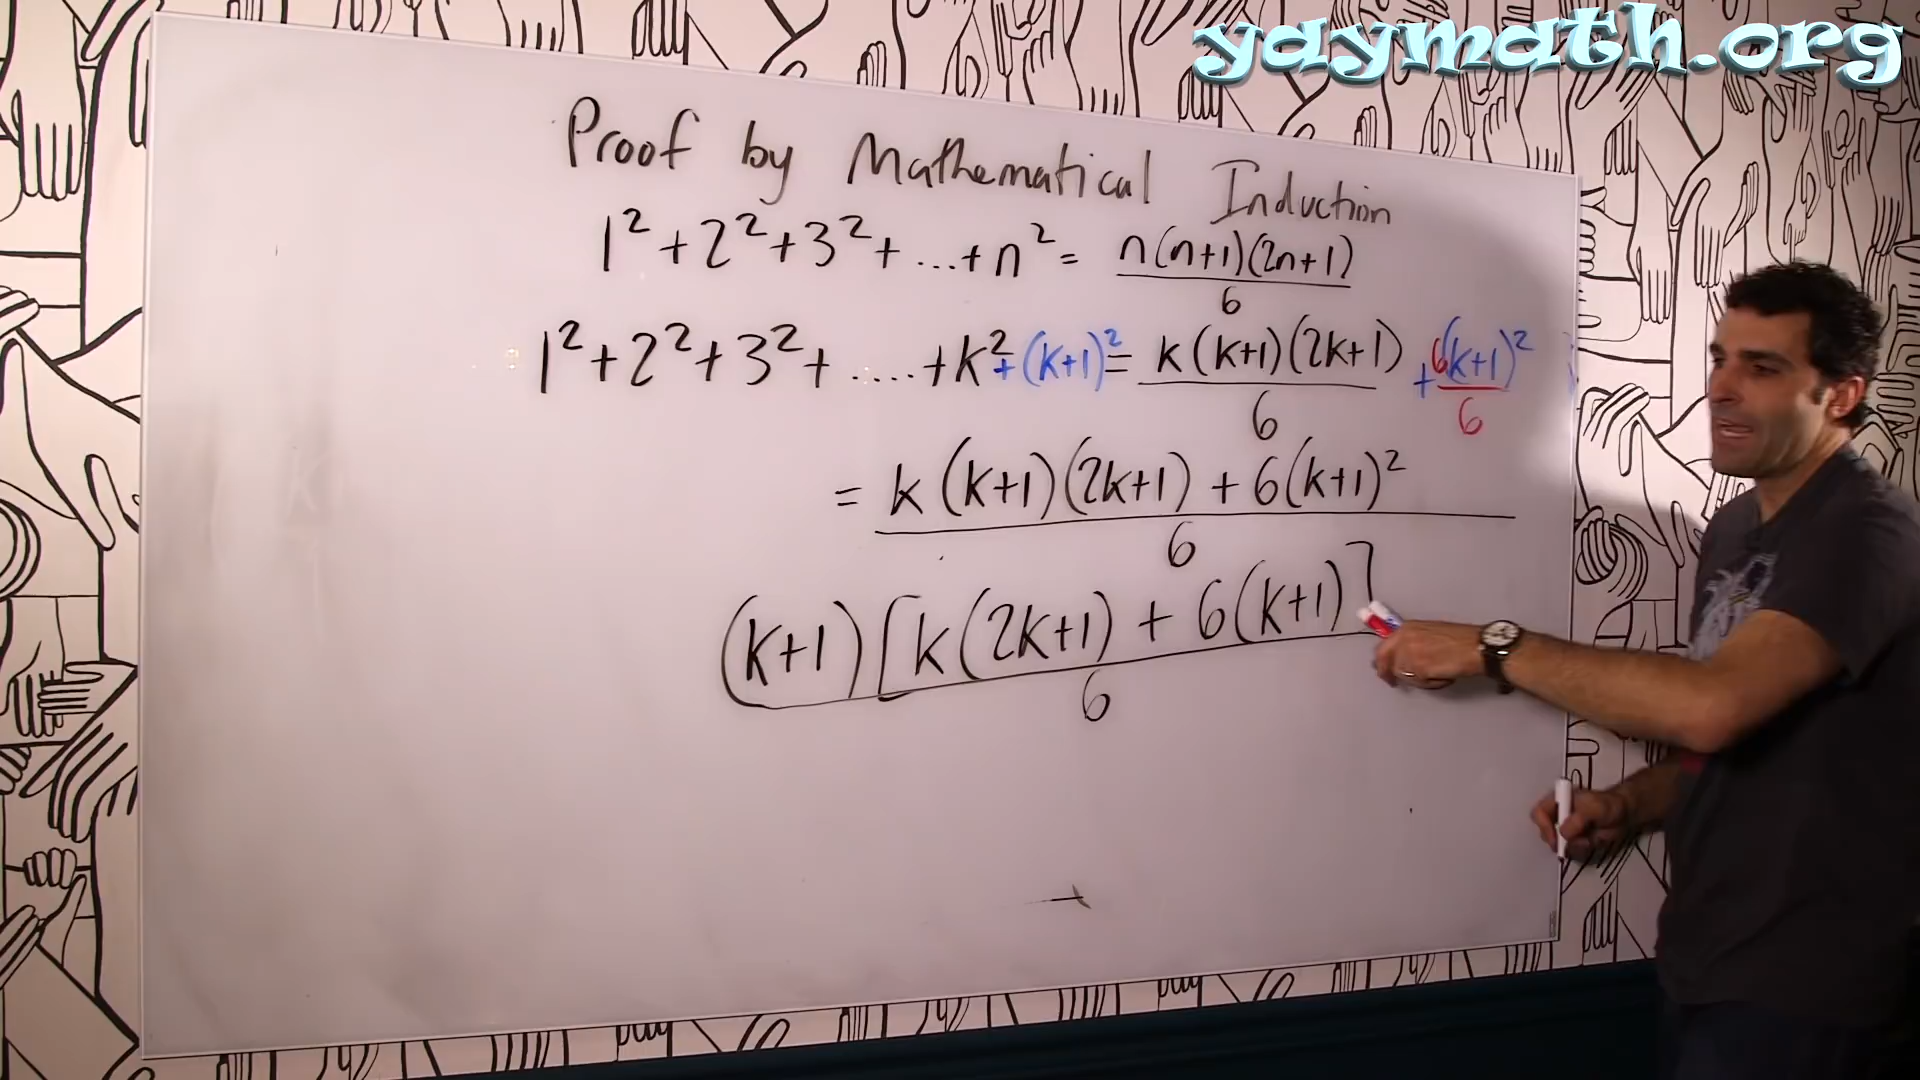 yaymath.org
Proof by Mathematical Induction
1² + 2² + 3² + ... + n² = n(n+1)(2n+1)
6
1² + 2² + 3² + .... + k² + (k+1)² = k(k+1)(2k+1) + 6(k+1)²
6 6
= k(k+1)(2k+1) + 6(k+1)²
6
(k+1)[k(2k+1) + 6(k+1)]
6